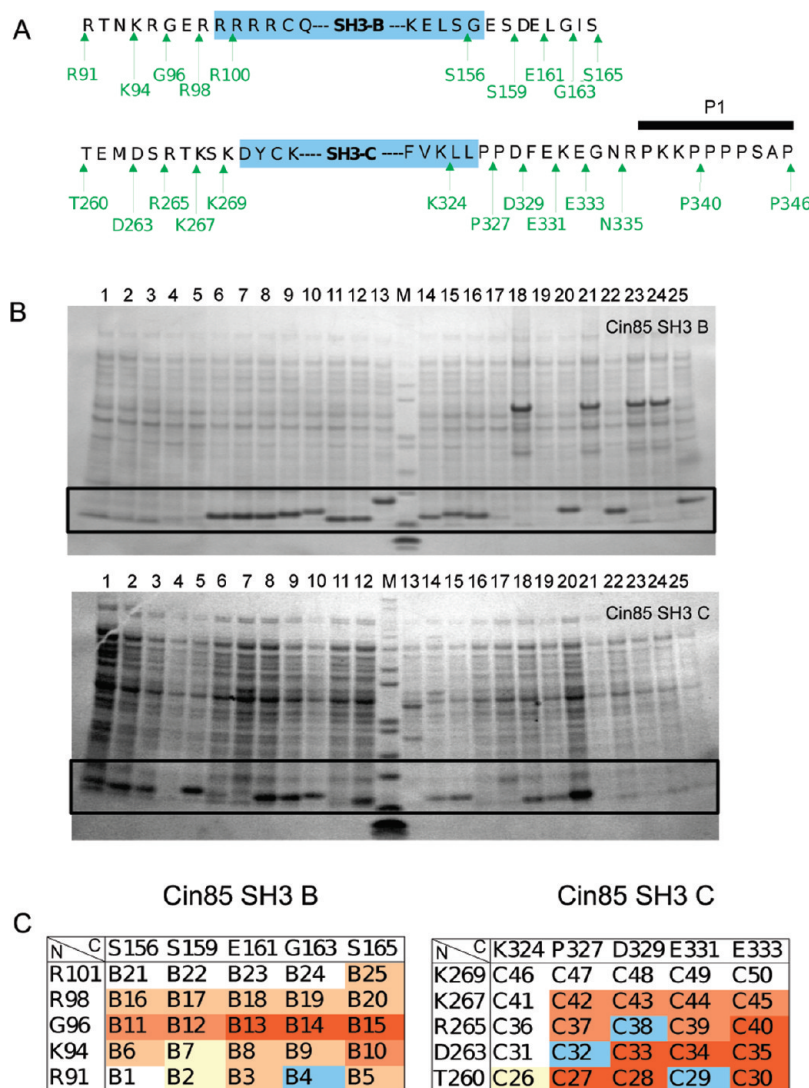 A
RTNKRGERRRRRCQ--- SH3-B ---KELSGESDELGIS
R91 G96 R100 S156 E161 S165
K94 R98 S159 G163
P1
TEMDSRTKSKDYCK---- SH3-C ----FVKLLPPDFEKEGNRPKKPPPPSAP
T260 R265 K269 K324 D329 E333 P340 P346
D263 K267 P327 E331 N335
B
1 2 3 4 5 6 7 8 9 10 11 12 13 M 14 15 16 17 18 19 20 21 22 23 24 25
Cin85 SH3 B
1 2 3 4 5 6 7 8 9 10 11 12 M 13 14 15 16 17 18 19 20 21 22 23 24 25
Cin85 SH3 C
C
Cin85 SH3 B
N C S156 S159 E161 G163 S165
R101 B21 B22 B23 B24 B25
R98 B16 B17 B18 B19 B20
G96 B11 B12 B13 B14 B15
K94 B6 B7 B8 B9 B10
R91 B1 B2 B3 B4 B5
Cin85 SH3 C
N C K324 P327 D329 E331 E333
K269 C46 C47 C48 C49 C50
K267 C41 C42 C43 C44 C45
R265 C36 C37 C38 C39 C40
D263 C31 C32 C33 C34 C35
T260 C26 C27 C28 C29 C30